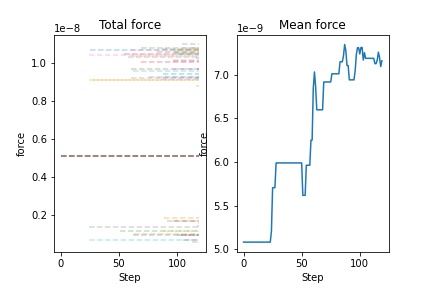 Total force
1e−8
1.0
0.8
0.6
0.4
0.2
force
0
50
100
Step
Mean force
1e−9
7.0
6.5
6.0
5.5
5.0
force
0
50
100
Step